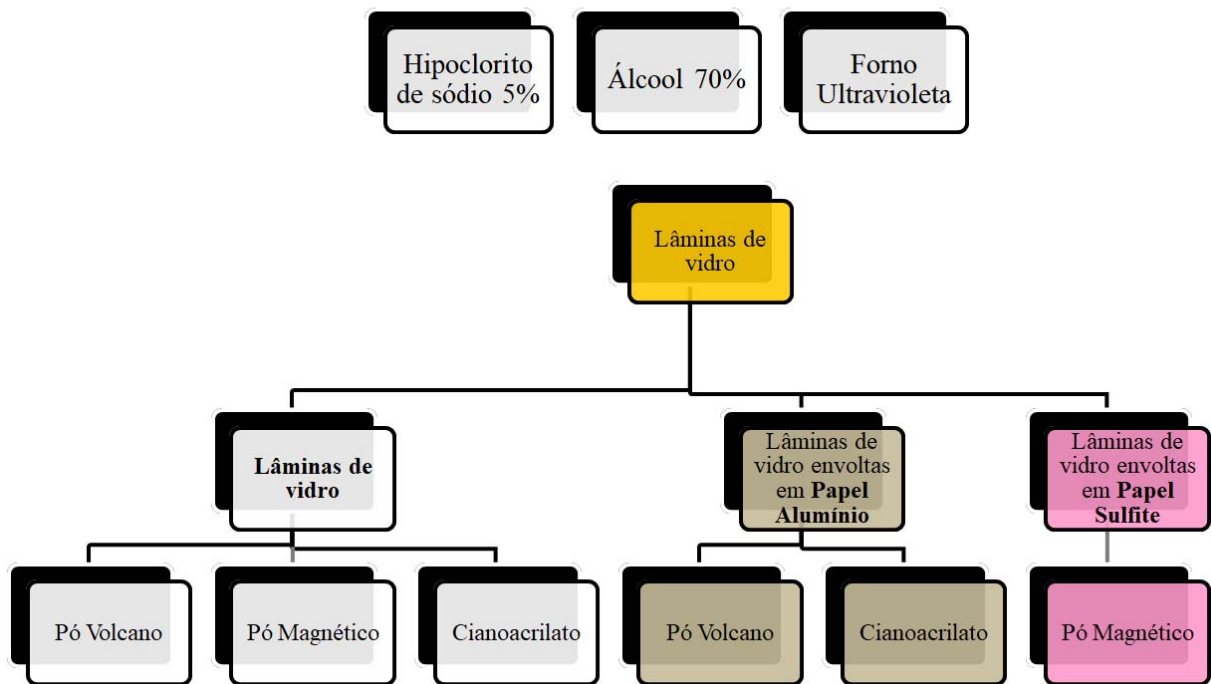 Hipoclorito
de sódio 5%
Álcool 70%
Forno
Ultravioleta
Lâminas de
vidro
Lâminas de
vidro
Lâminas de
vidro envoltas
em Papel
Alumínio
Lâminas de
vidro envoltas
em Papel
Sulfite
Pó Volcano
Pó Magnético
Cianoacrilato
Pó Volcano
Cianoacrilato
Pó Magnético